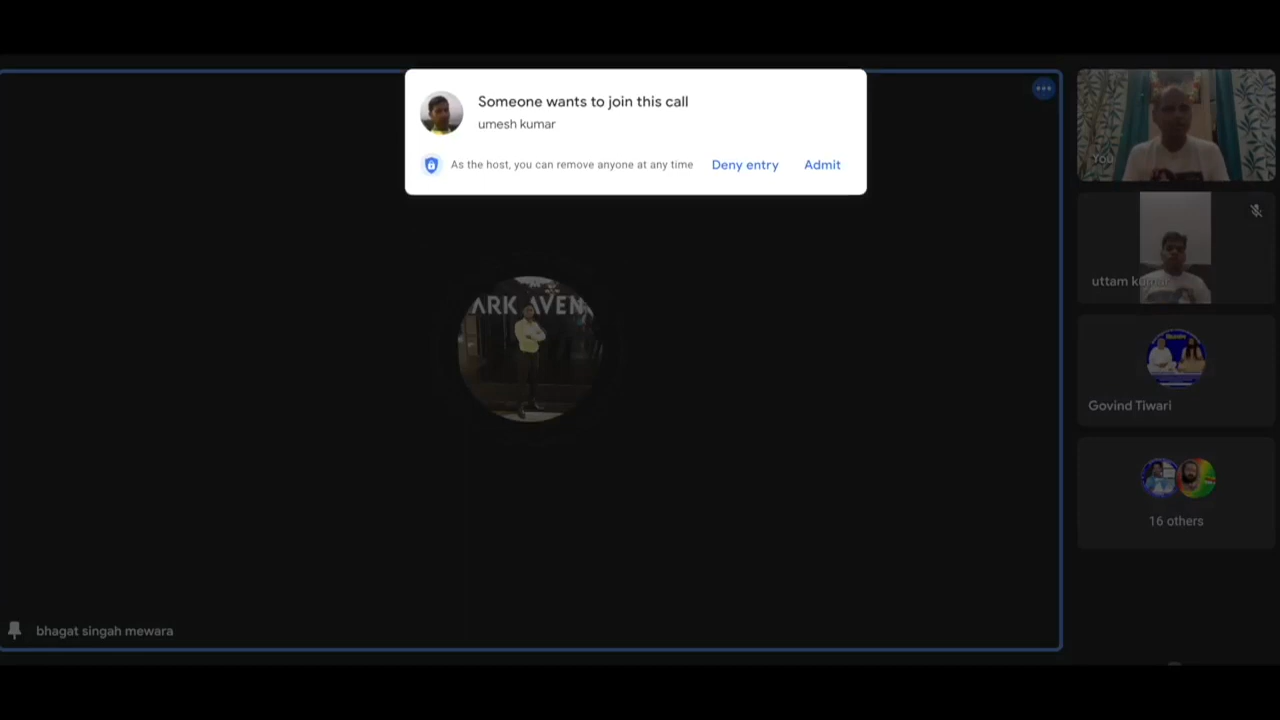 Someone wants to join this call
umesh kumar
As the host, you can remove anyone at any time
Deny entry
Admit
You
uttam kumar
ARK AVEN
Govind Tiwari
16 others
bhagat singah mewara